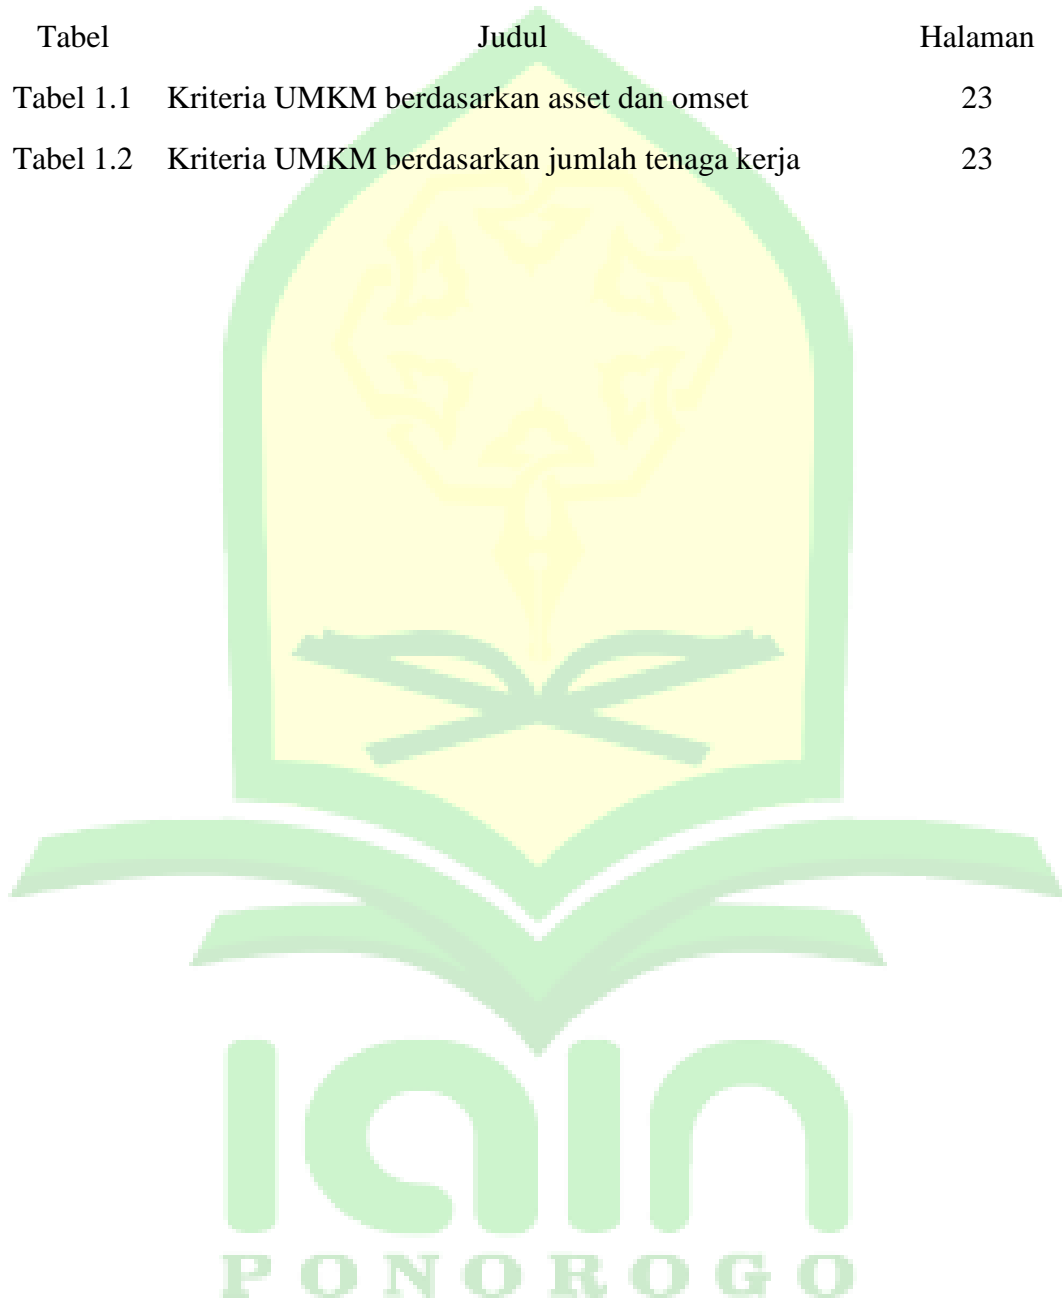 Tabel Judul Halaman
Tabel 1.1 Kriteria UMKM berdasarkan asset dan omset 23
Tabel 1.2 Kriteria UMKM berdasarkan jumlah tenaga kerja 23
iain
PONOROGO